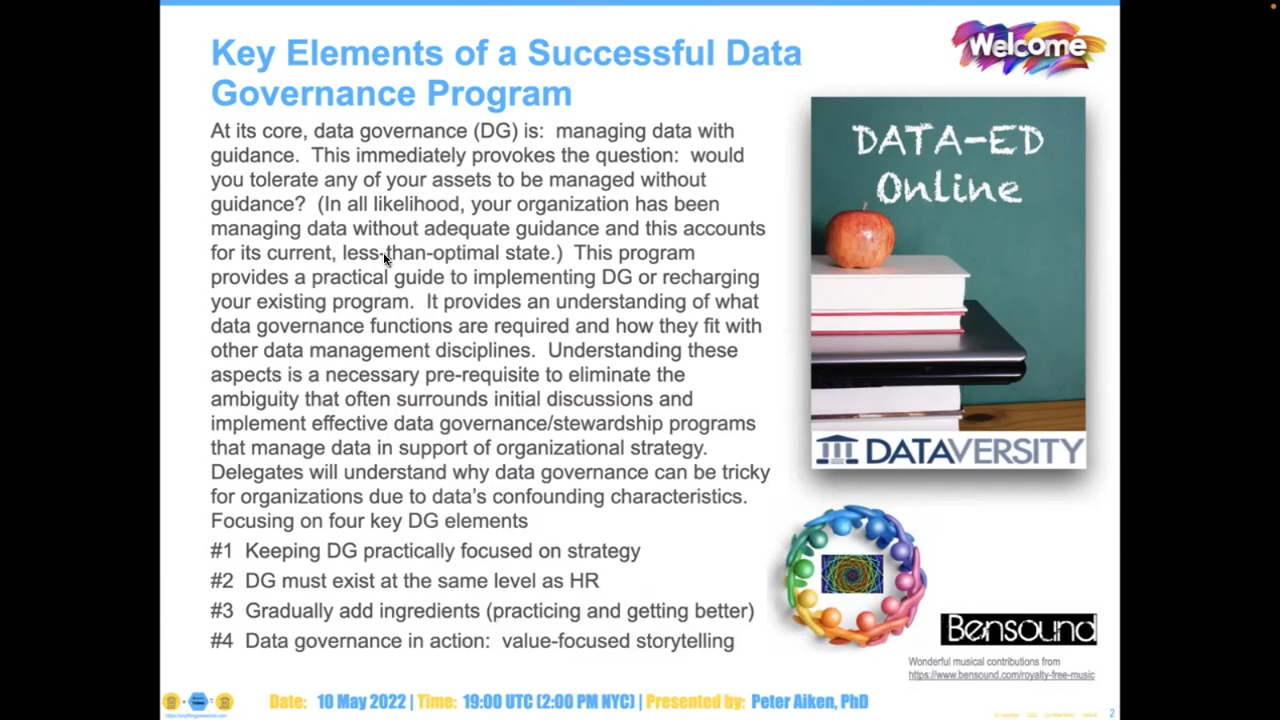 Key Elements of a Successful Data
Governance Program
Welcome
At its core, data governance (DG) is:  managing data with
guidance.  This immediately provokes the question:  would
you tolerate any of your assets to be managed without
guidance?  (In all likelihood, your organization has been
managing data without adequate guidance and this accounts
for its current, less-than-optimal state.)  This program
provides a practical guide to implementing DG or recharging
your existing program.  It provides an understanding of what
data governance functions are required and how they fit with
other data management disciplines.  Understanding these
aspects is a necessary pre-requisite to eliminate the
ambiguity that often surrounds initial discussions and
implement effective data governance/stewardship programs
that manage data in support of organizational strategy.
Delegates will understand why data governance can be tricky
for organizations due to data’s confounding characteristics.
Focusing on four key DG elements
#1  Keeping DG practically focused on strategy
#2  DG must exist at the same level as HR
#3  Gradually add ingredients (practicing and getting better)
#4  Data governance in action:  value-focused storytelling
DATA-ED
Online
DATAVERSITY
Bensound
Wonderful musical contributions from
https://www.bensound.com/royalty-free-music
Date:  10 May 2022 | Time:  19:00 UTC (2:00 PM NYC) | Presented by:  Peter Aiken, PhD
2